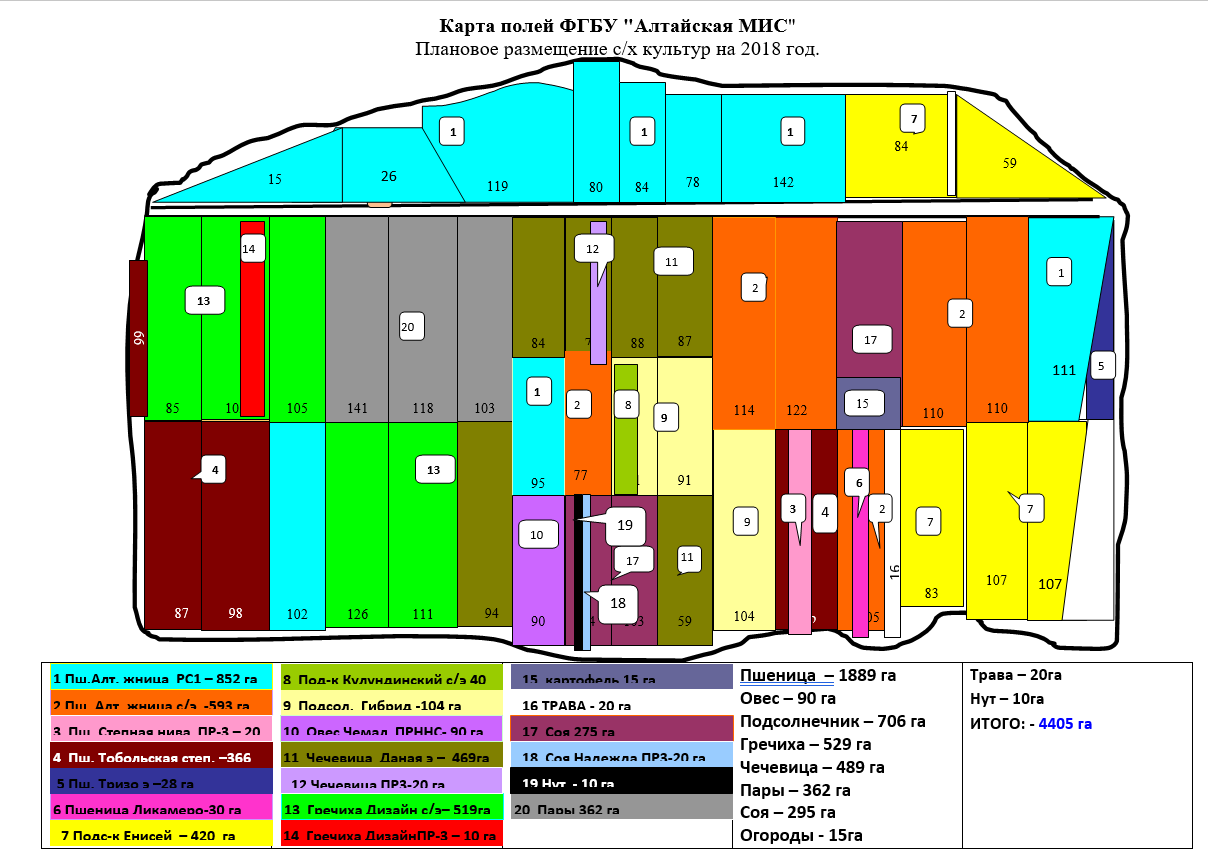 Карта полей ФГБУ "Алтайская МИС"
Плановое размещение с/х культур на 2018 год.
1 1 1 7
84
59
15 26 119 80 84 78 142
14 12 11 1
13 2 2
20 17
99 5
84 88 87 111
1 2 8 9 15
85 105 141 118 103 114 122 110 110
4 13 95 77 91
6
10 19 9 3 4 2 7 7
17 11
16
18
107 107
87 98 102 126 111 94 90 59 104 83
1 Пш.Алт. жница РС1 – 852 га
2 Пш. Алт. жница с/э -593 га
3 Пш. Степная нива ПР-3 – 20
4 Пш. Тобольская степ. –366
5 Пш. Тризо э –28 га
6 Пшеница Ликамеро-30 га
7 Подс-к Енисей – 420 га
8 Под-к Кулундинский с/э 40
9 Подсол. Гибрид -104 га
10 Овес Чемал ПРННС- 90 га
11 Чечевица Даная э – 469га
12 Чечевица ПР3-20 га
13 Гречиха Дизайн с/э– 519га
14 Гречиха ДизайнПР-3 – 10 га
15 картофель 15 га
16 ТРАВА - 20 га
17 Соя 275 га
18 Соя Надежда ПР3-20 га
19 Нут - 10 га
20 Пары 362 га
Пшеница – 1889 га
Овес – 90 га
Подсолнечник – 706 га
Гречиха – 529 га
Чечевица – 489 га
Пары – 362 га
Соя – 295 га
Огороды - 15га
Трава – 20га
Нут – 10га
ИТОГО: - 4405 га